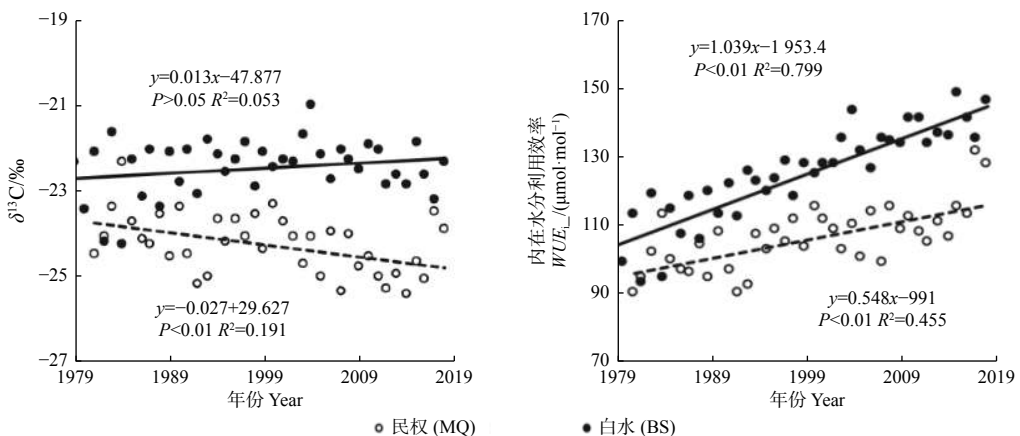 −19
−21
−23
−25
−27
δ¹³C/‰
y=0.013x−47.877
P>0.05 R²=0.053
y=−0.027+29.627
P<0.01 R²=0.191
1979 1989 1999 2009 2019
年份 Year
170
150
130
110
90
70
内在水分利用效率
WUEi_/(μmol·mol⁻¹)
y=1.039x−1 953.4
P<0.01 R²=0.799
y=0.548x−991
P<0.01 R²=0.455
1979 1989 1999 2009 2019
年份 Year
民权 (MQ) 白水 (BS)